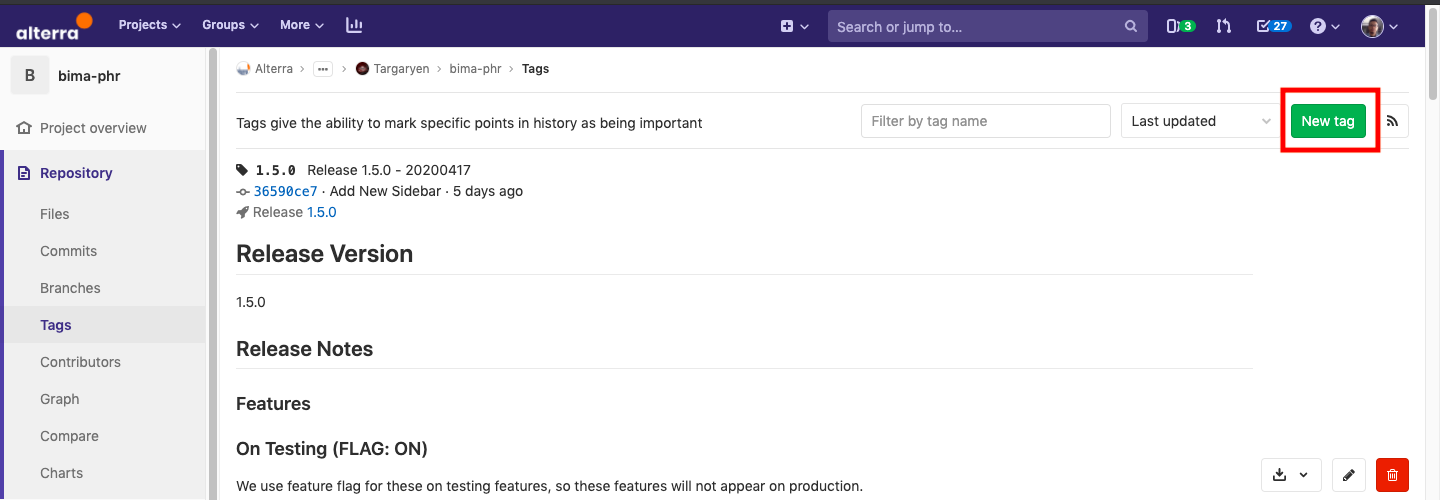 alterra Projects Groups More Search or jump to... 3 27 ?
B bima-phr
Project overview
Repository
Files
Commits
Branches
Tags
Contributors
Graph
Compare
Charts
Alterra > ... > Targaryen > bima-phr > Tags
Tags give the ability to mark specific points in history as being important Filter by tag name Last updated New tag
1.5.0 Release 1.5.0 - 20200417
36590ce7 · Add New Sidebar · 5 days ago
Release 1.5.0
Release Version
1.5.0
Release Notes
Features
On Testing (FLAG: ON)
We use feature flag for these on testing features, so these features will not appear on production.